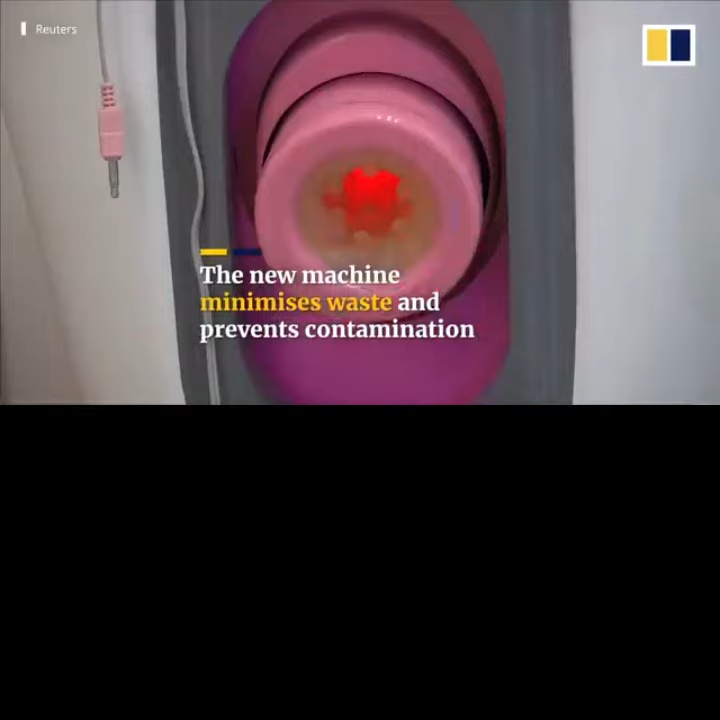 Reuters
The new machine
minimises waste and
prevents contamination